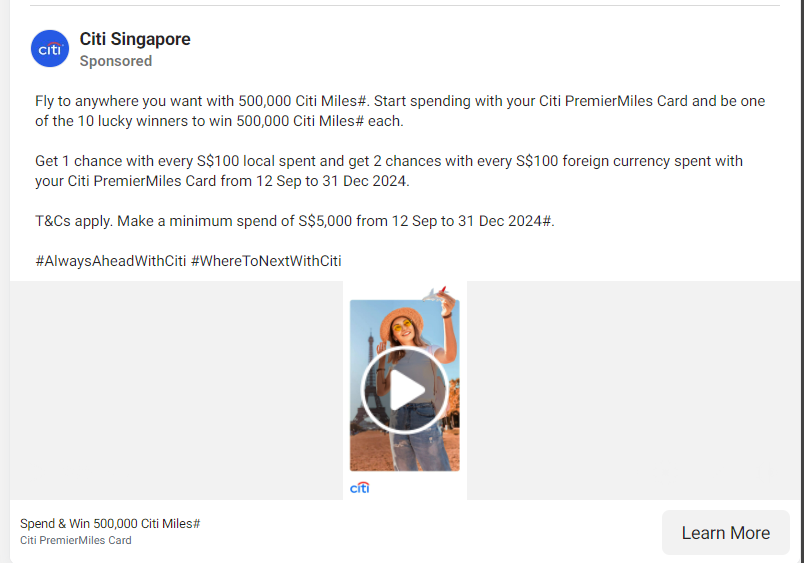 citi
Citi Singapore
Sponsored
Fly to anywhere you want with 500,000 Citi Miles#. Start spending with your Citi PremierMiles Card and be one
of the 10 lucky winners to win 500,000 Citi Miles# each.
Get 1 chance with every S$100 local spent and get 2 chances with every S$100 foreign currency spent with
your Citi PremierMiles Card from 12 Sep to 31 Dec 2024.
T&Cs apply. Make a minimum spend of S$5,000 from 12 Sep to 31 Dec 2024#.
#AlwaysAheadWithCiti #WhereToNextWithCiti
citi
Spend & Win 500,000 Citi Miles#
Citi PremierMiles Card
Learn More